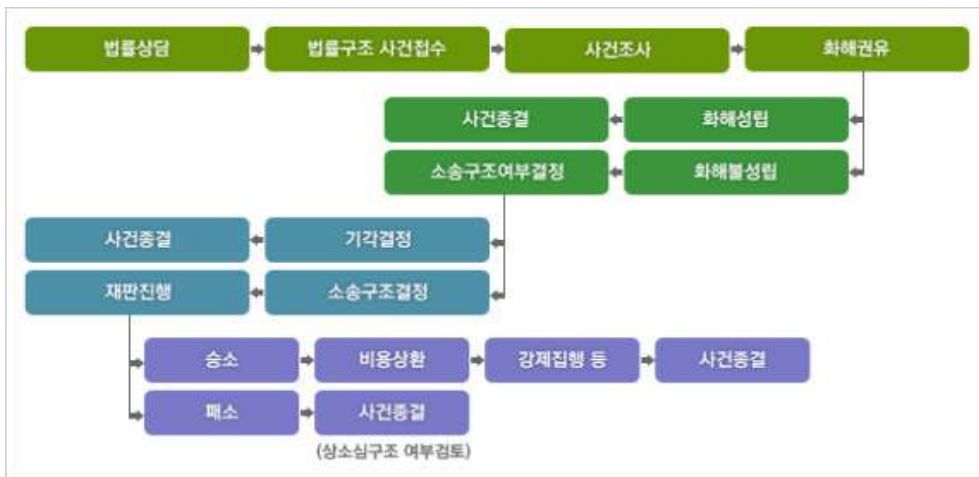 법률상담
법률구조 사건접수
사건조사
화해권유
사건종결
화해성립
소송구조여부결정
화해불성립
사건종결
기각결정
재판진행
소송구조결정
승소
비용상환
강제집행 등
사건종결
패소
사건종결
(상소심구조 여부검토)